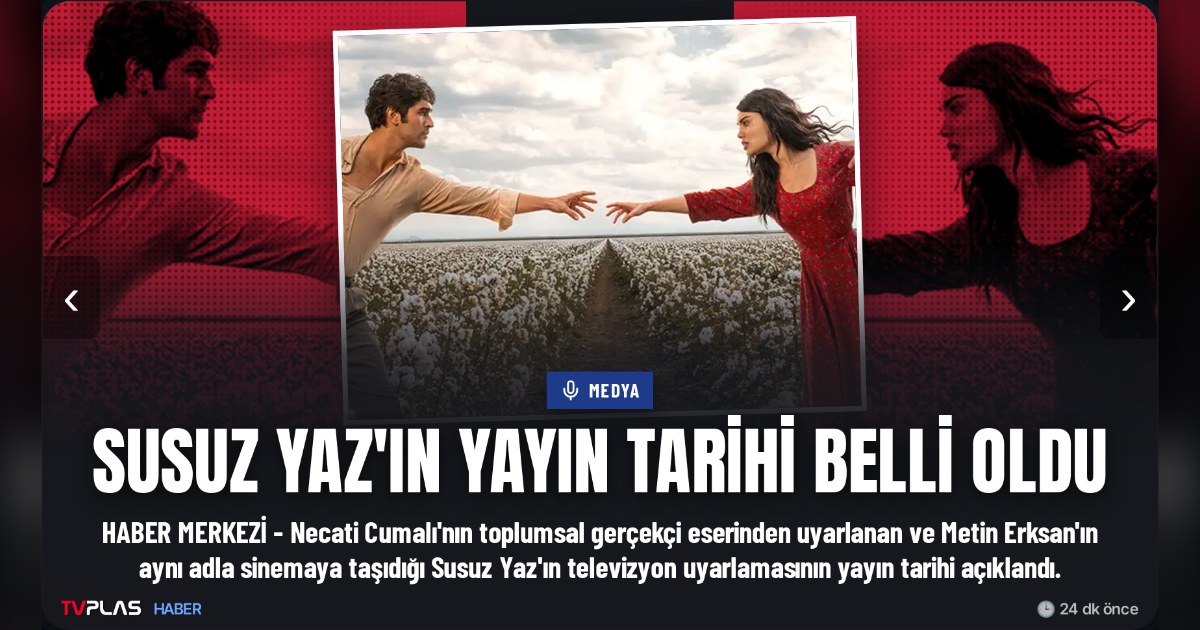 MEDYA
SUSUZ YAZ'IN YAYIN TARİHİ BELLİ OLDU
HABER MERKEZİ - Necati Cumalı'nın toplumsal gerçekçi eserinden uyarlanan ve Metin Erksan'ın
aynı adla sinemaya taşıdığı Susuz Yaz'ın televizyon uyarlamasının yayın tarihi açıklandı.
TVPLAS HABER
24 dk önce